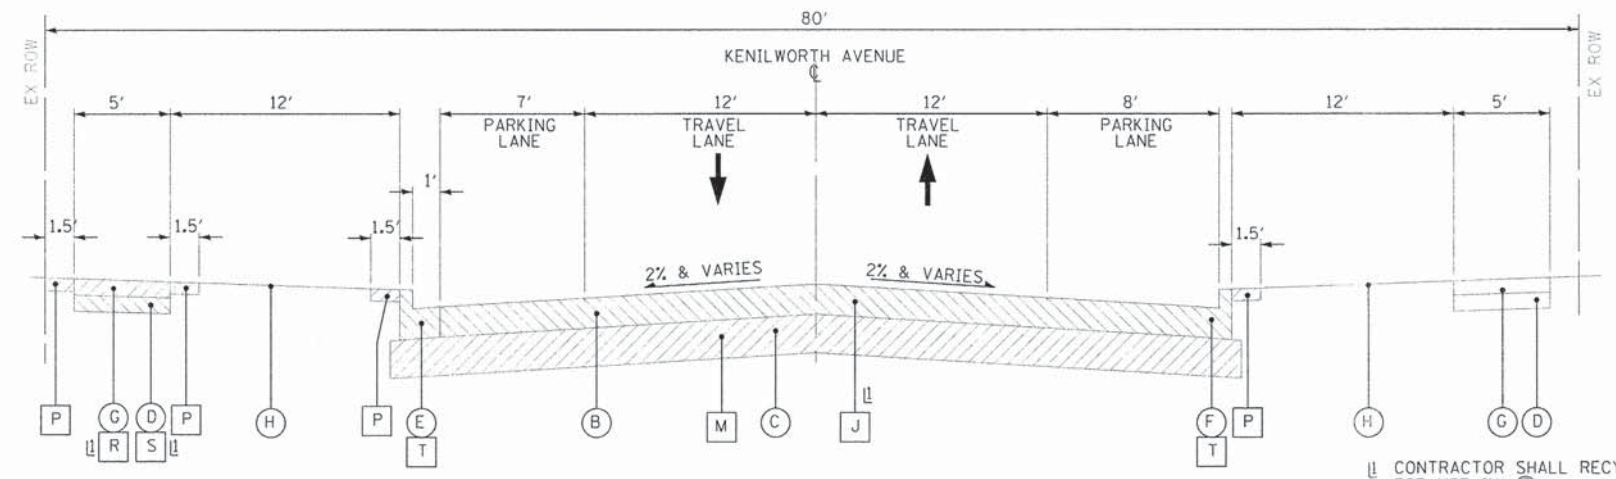 80'
KENILWORTH AVENUE
℄
EX ROW
EX ROW
5'
12'
7'
12'
12'
8'
12'
5'
PARKING LANE
TRAVEL LANE
TRAVEL LANE
PARKING LANE
1'
1.5'
1.5'
1.5'
1.5'
2% & VARIES
2% & VARIES
P
G
D
P
H
P
E
B
M
C
J
F
P
H
G
D
R
S
T
T
1
1
1
1 CONTRACTOR SHALL RECY